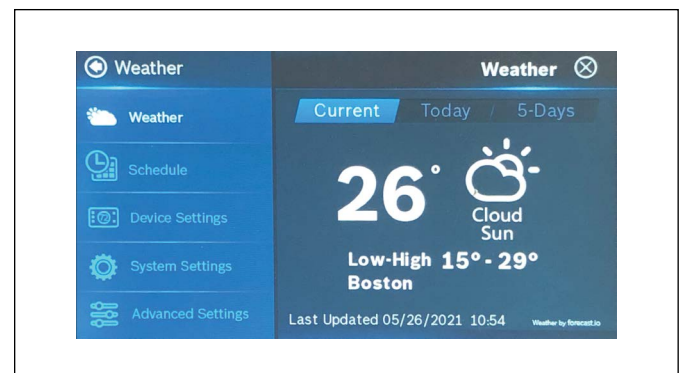 Weather
Weather
Schedule
Device Settings
System Settings
Advanced Settings
Weather
Current Today / 5-Days
26°
Cloud
Sun
Low-High 15° - 29°
Boston
Last Updated 05/26/2021 10:54
Weather by forecast.io